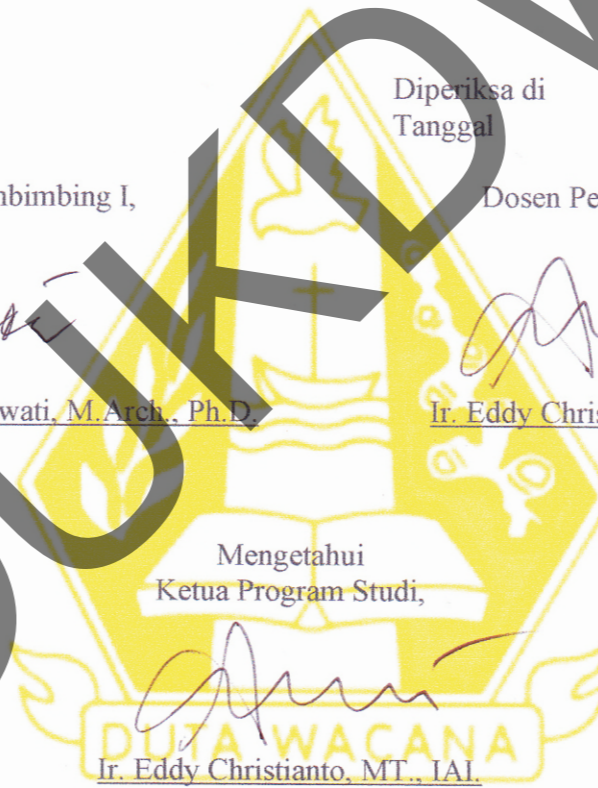 UKDW
Diperiksa di
Tanggal
mbimbing I,
Dosen Pe
wati, M.Arch., Ph.D.
Ir. Eddy Chris
Mengetahui
Ketua Program Studi,
DUTA WACANA
Ir. Eddy Christianto, MT., IAI.